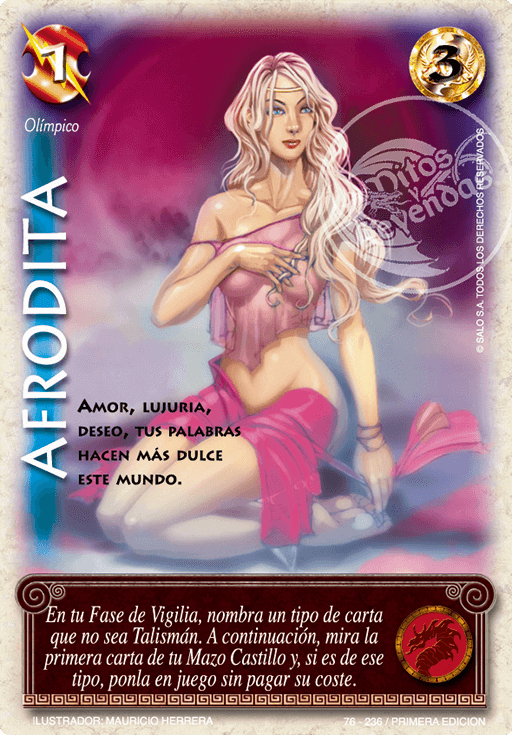 1
3
Olímpico
Mitos
y
Leyendas
© SALO S.A. TODOS LOS DERECHOS RESERVADOS
AFRODITA
Amor, lujuria,
deseo, tus palabras
hacen más dulce
este mundo.
En tu Fase de Vigilia, nombra un tipo de carta
que no sea Talismán. A continuación, mira la
primera carta de tu Mazo Castillo y, si es de ese
tipo, ponla en juego sin pagar su coste.
ILUSTRADOR: MAURICIO HERRERA
76 - 236 / PRIMERA EDICION